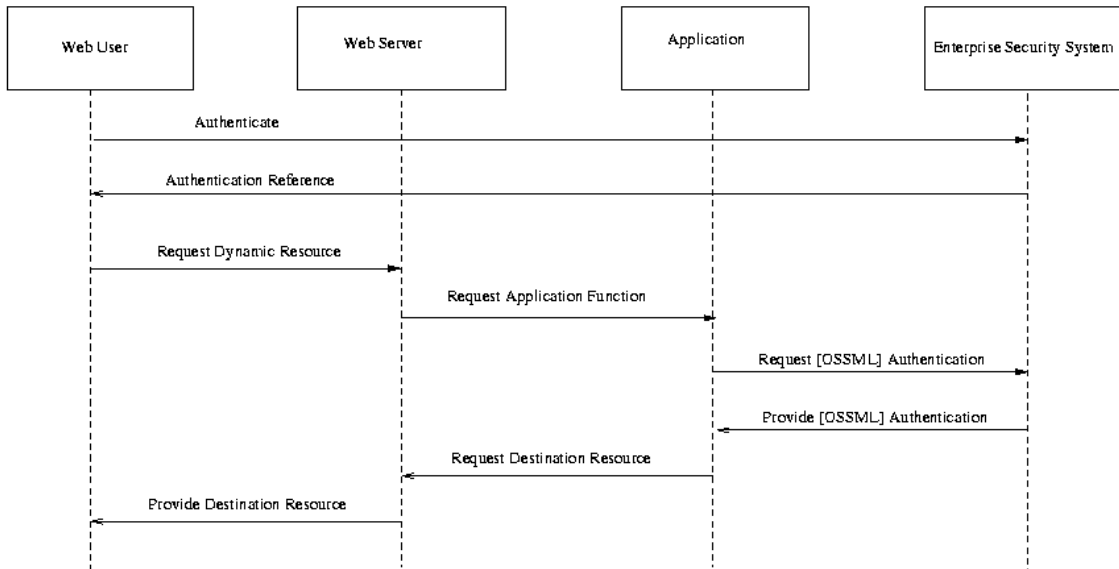 Web User
Web Server
Application
Enterprise Security System
Authenticate
Authentication Reference
Request Dynamic Resource
Request Application Function
Request [OSSML] Authentication
Provide [OSSML] Authentication
Request Destination Resource
Provide Destination Resource